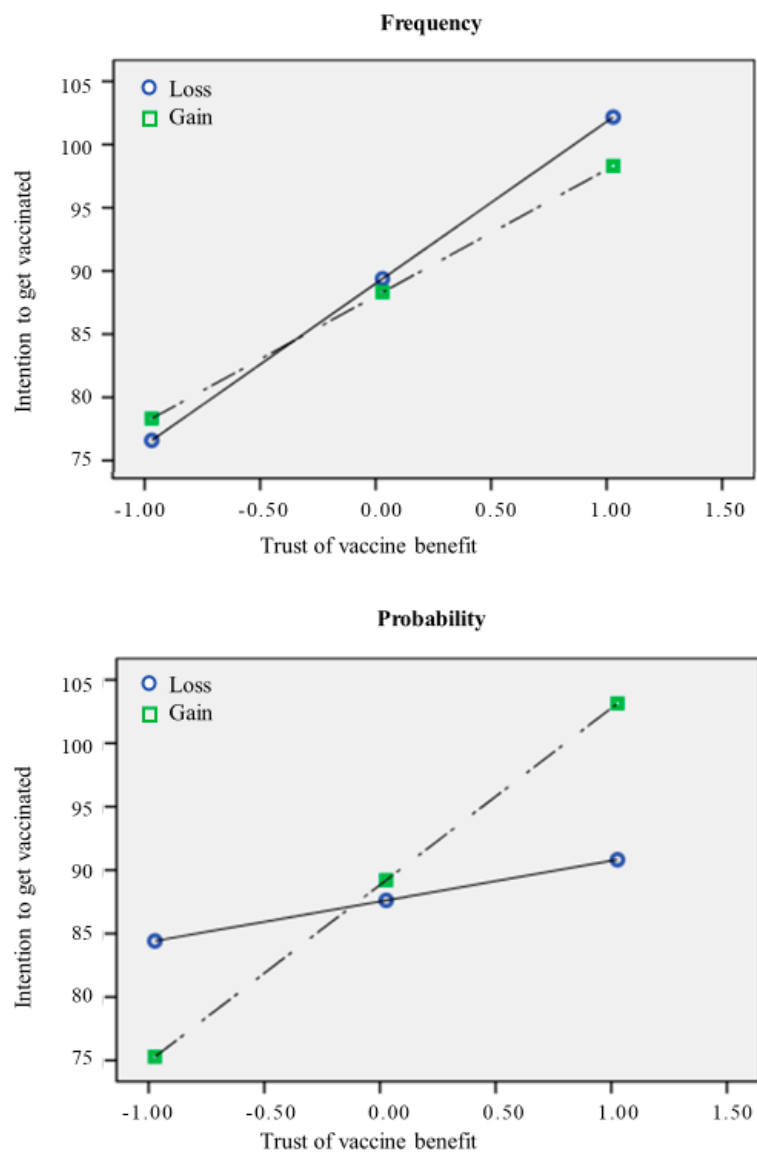 Frequency
Loss
Gain
105
100
95
90
85
80
75
Intention to get vaccinated
-1.00 -0.50 0.00 0.50 1.00 1.50
Trust of vaccine benefit
Probability
Loss
Gain
105
100
95
90
85
80
75
Intention to get vaccinated
-1.00 -0.50 0.00 0.50 1.00 1.50
Trust of vaccine benefit